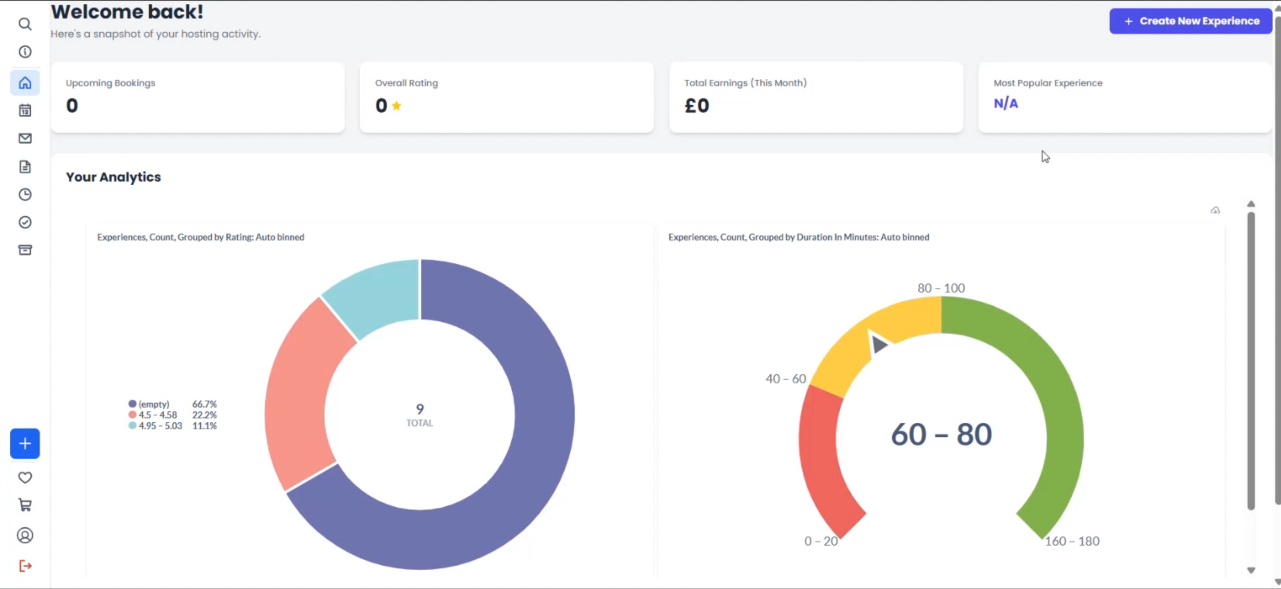 Welcome back!
Here's a snapshot of your hosting activity.
+ Create New Experience
Upcoming Bookings
0
Overall Rating
0
Total Earnings (This Month)
£0
Most Popular Experience
N/A
Your Analytics
Experiences, Count, Grouped by Rating: Auto binned
(empty) 66.7%
4.5 – 4.58 22.2%
4.95 – 5.03 11.1%
9
TOTAL
Experiences, Count, Grouped by Duration In Minutes: Auto binned
80 – 100
40 – 60
60 – 80
0 – 20
160 – 180